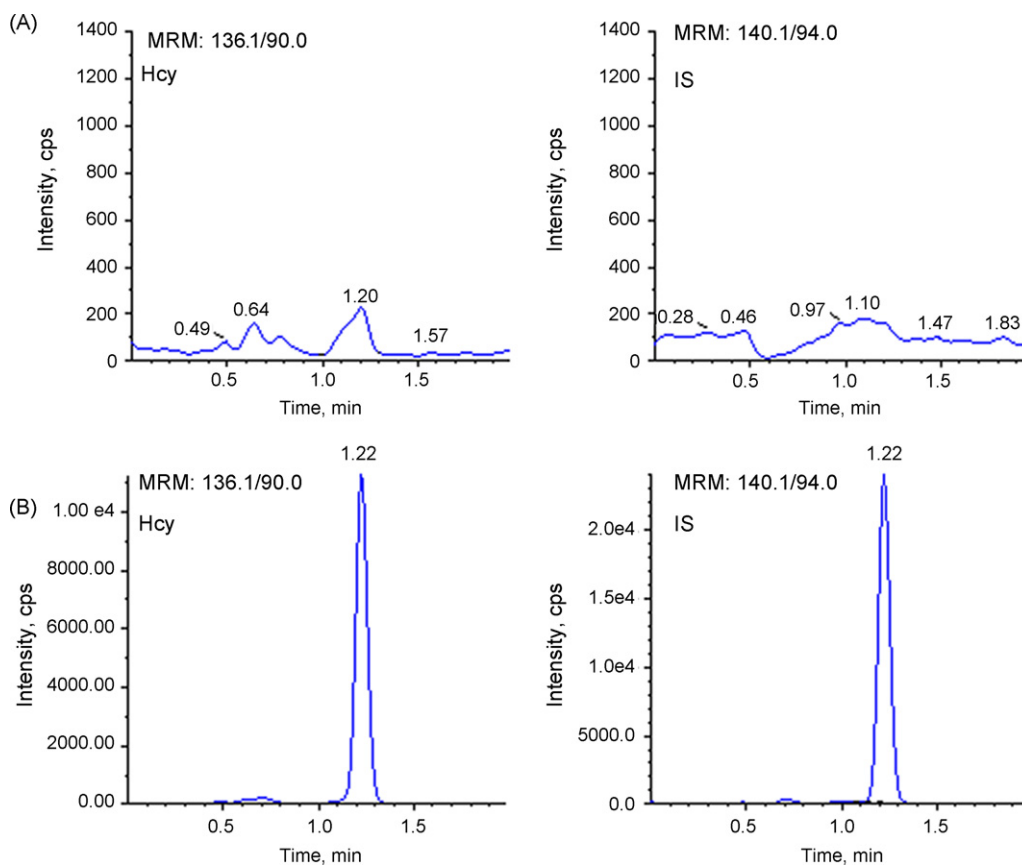 (A)
MRM: 136.1/90.0
Hcy
Intensity, cps
1400
1200
1000
800
600
400
200
0
0.49
0.64
1.20
1.57
0.5 1.0 1.5
Time, min
MRM: 140.1/94.0
IS
Intensity, cps
1400
1200
1000
800
600
400
200
0
0.28
0.46
0.97
1.10
1.47
1.83
0.5 1.0 1.5
Time, min
(B)
1.22
MRM: 136.1/90.0
Hcy
Intensity, cps
1.00 e4
8000.00
6000.00
4000.00
2000.00
0.00
0.5 1.0 1.5
Time, min
1.22
MRM: 140.1/94.0
IS
Intensity, cps
2.0e4
1.5e4
1.0e4
5000.0
0.0
0.5 1.0 1.5
Time, min